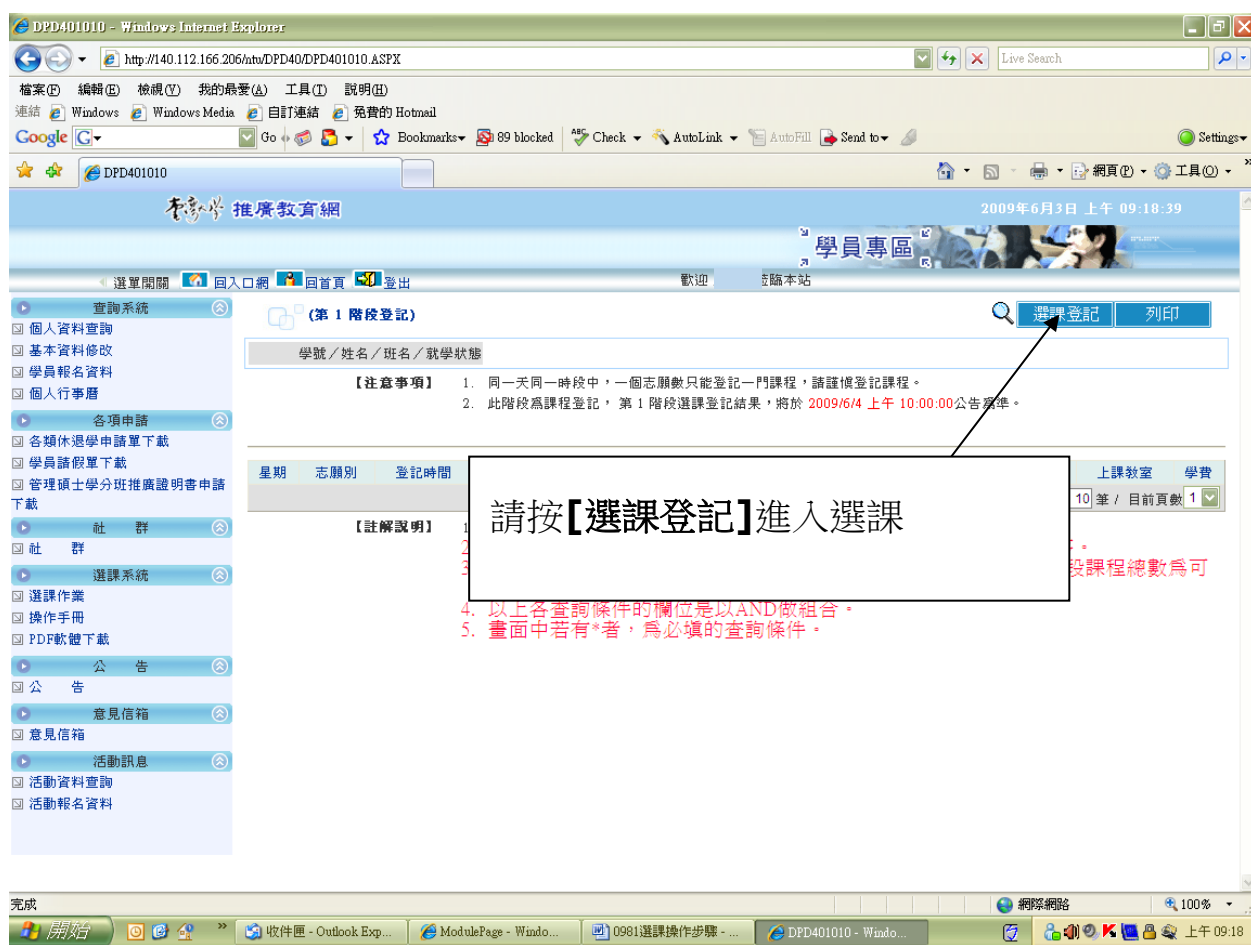 DPD401010 - Windows Internet Explorer
http://140.112.166.206/ntu/DPD40/DPD401010.ASPX
Live Search
檔案(F) 編輯(E) 檢視(V) 我的最愛(A) 工具(T) 說明(H)
連結 Windows Windows Media 自訂連結 免費的 Hotmail
Google G Go Bookmarks 89 blocked ABC Check AutoLink AutoFill Send to Settings
DPD401010 網頁(P) 工具(O) »
臺灣大學 推廣教育網 2009年6月3日 上午 09:18:39
學員專區
選單開關 回入口網 回首頁 登出 歡迎 蒞臨本站
查詢系統
個人資料查詢
基本資料修改
學員報名資料
個人行事曆
各項申請
各類休退學申請單下載
學員請假單下載
管理碩士學分班推廣證明書申請
下載
社 群
社 群
選課系統
選課作業
操作手冊
PDF軟體下載
公 告
公 告
意見信箱
意見信箱
活動訊息
活動資料查詢
活動報名資料
(第 1 階段登記) 選課登記 列印
學號／姓名／班名／就學狀態
【注意事項】 1. 同一天同一時段中，一個志願數只能登記一門課程，請謹慎登記課程。
2. 此階段為課程登記， 第 1 階段選課登記結果，將於 2009/6/4 上午 10:00:00公告為準。
星期 志願別 登記時間 上課教室 學費
10 筆 / 目前頁數 1
請按【選課登記】進入選課
【註解說明】 1
2
3 段課程總數為可
4. 以上各查詢條件的欄位是以AND做組合。
5. 畫面中若有*者，為必填的查詢條件。
完成 網際網路 100%
開始 » 收件匣 - Outlook Exp... ModulePage - Windo... 0981選課操作步驟 - ... DPD401010 - Windo... 上午 09:18